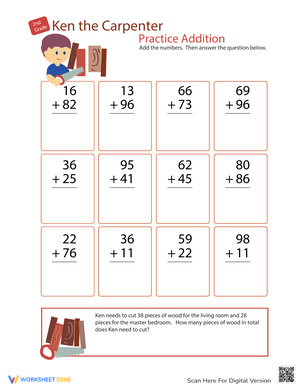 2nd
Grade
Ken the Carpenter
Practice Addition
Add the numbers. Then answer the question below.
16 13 66 69
+ 82 + 96 + 73 + 96
36 95 62 80
+ 25 + 41 + 45 + 86
22 36 59 98
+ 76 + 11 + 22 + 11
Ken needs to cut 38 pieces of wood for the living room and 28
pieces for the master bedroom. How many pieces of wood in total
does Ken need to cut?
WORKSHEETZONE
Scan Here For Digital Version